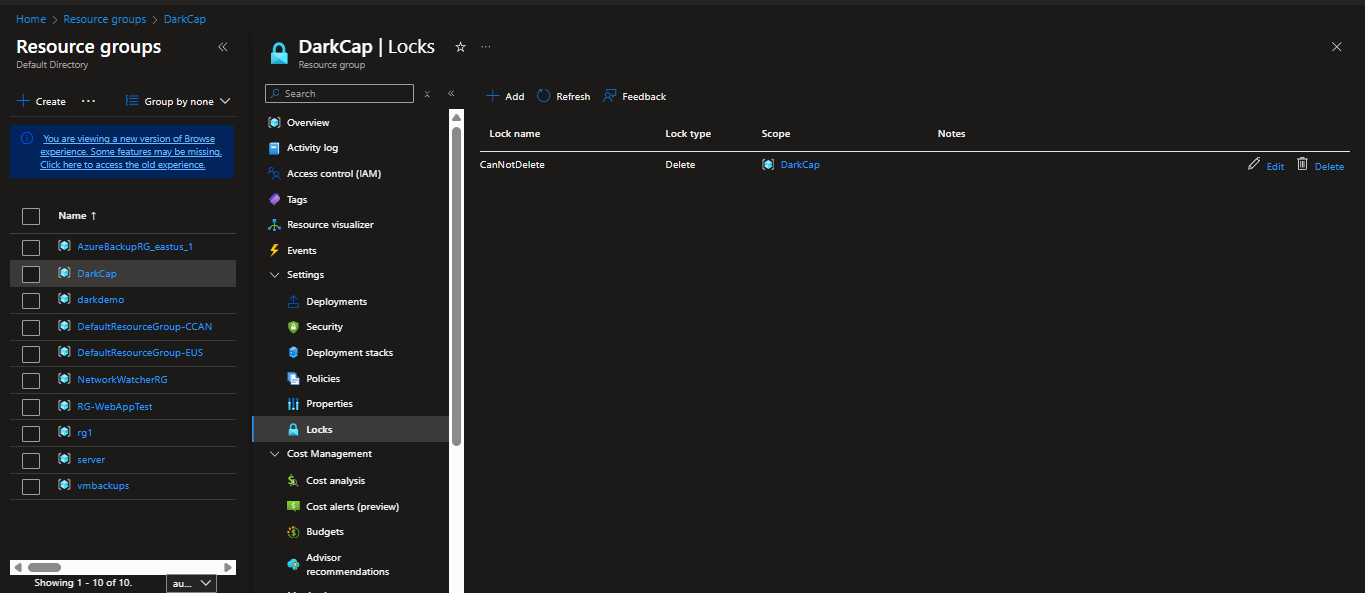 Home > Resource groups > DarkCap
Resource groups
Default Directory
Create
Group by none
You are viewing a new version of Browse
experience. Some features may be missing.
Click here to access the old experience.
Name ↑
AzureBackupRG_eastus_1
DarkCap
darkdemo
DefaultResourceGroup-CCAN
DefaultResourceGroup-EUS
NetworkWatcherRG
RG-WebAppTest
rg1
server
vmbackups
Showing 1 - 10 of 10.
au...
DarkCap | Locks
Resource group
Search
Overview
Activity log
Access control (IAM)
Tags
Resource visualizer
Events
Settings
Deployments
Security
Deployment stacks
Policies
Properties
Locks
Cost Management
Cost analysis
Cost alerts (preview)
Budgets
Advisor
recommendations
Add Refresh Feedback
Lock name Lock type Scope Notes
CanNotDelete Delete DarkCap Edit Delete